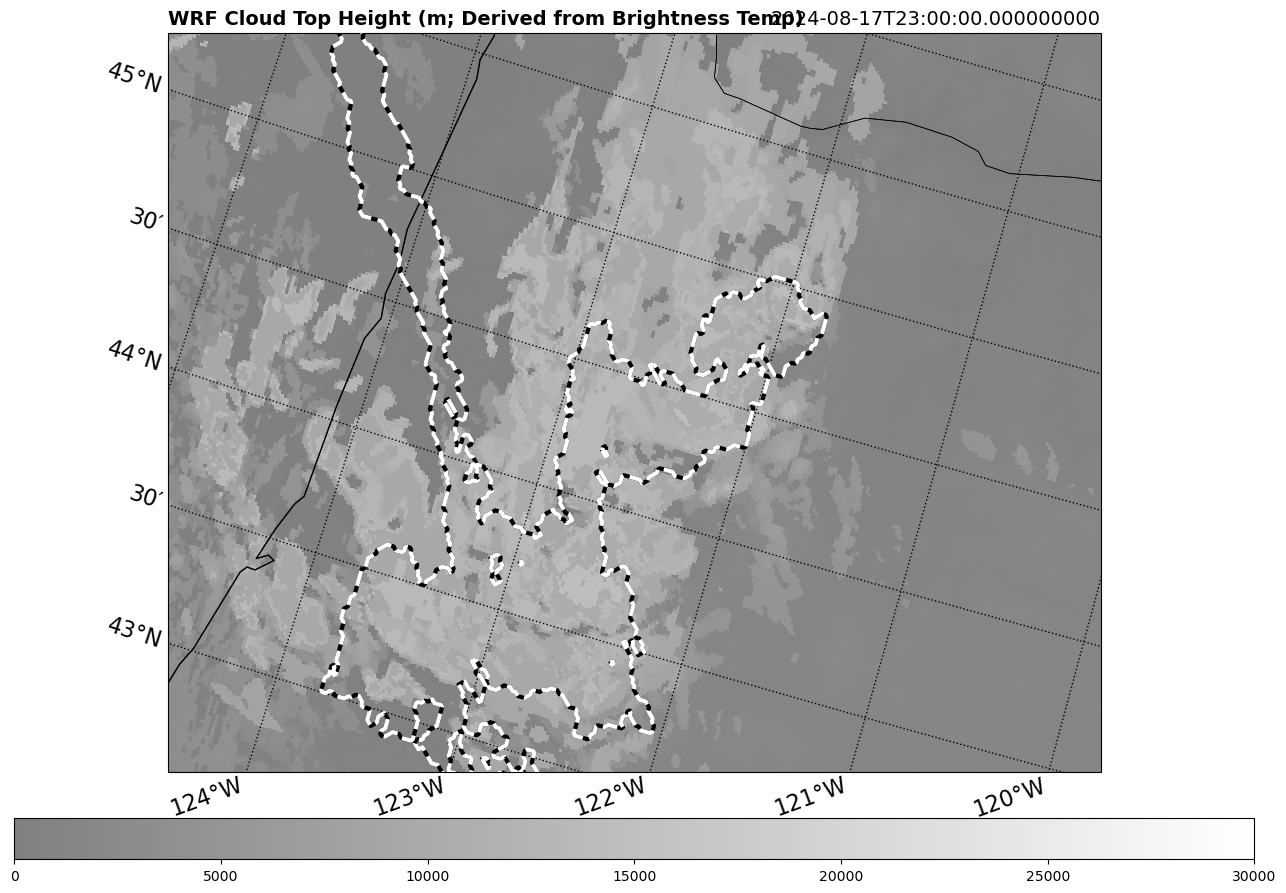 WRF Cloud Top Height (m; Derived from Brightness Temp)
2024-08-17T23:00:00.000000000
45°N
30′
44°N
30′
43°N
124°W 123°W 122°W 121°W 120°W
0 5000 10000 15000 20000 25000 30000